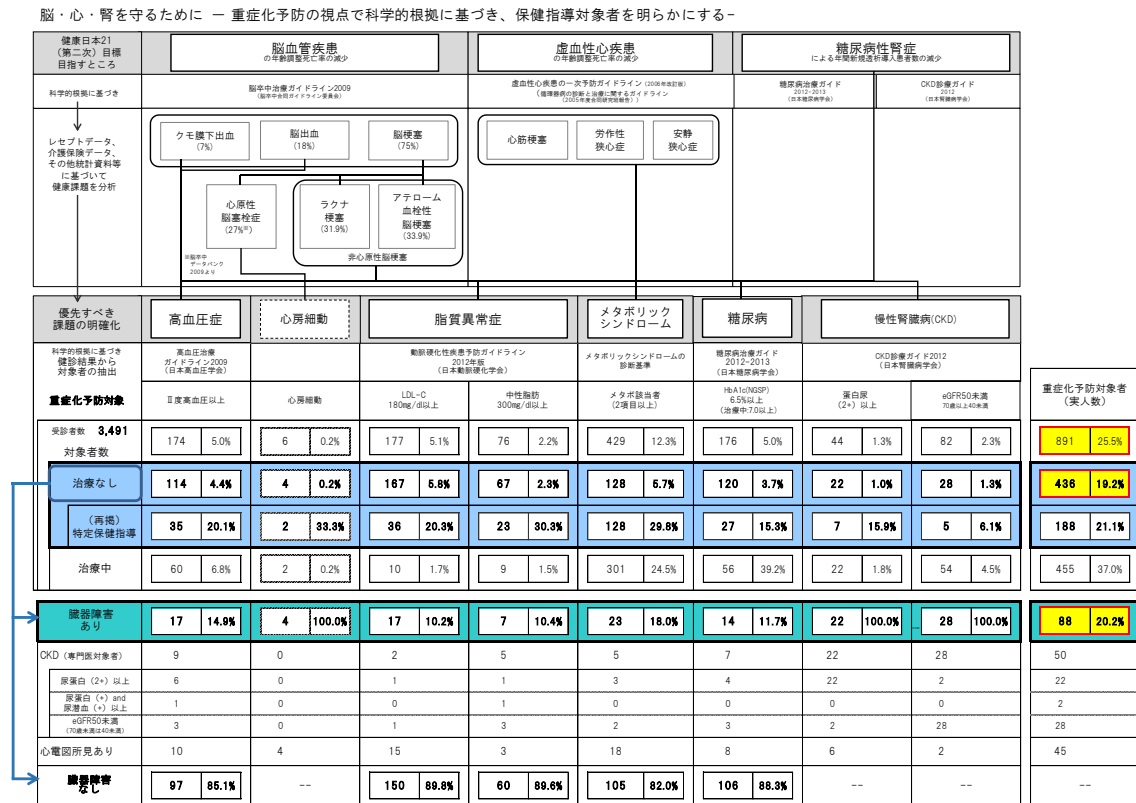 脳・心・腎を守るために － 重症化予防の視点で科学的根拠に基づき、保健指導対象者を明らかにする－
健康日本21
（第二次）目標
目指すところ
脳血管疾患
の年齢調整死亡率の減少
虚血性心疾患
の年齢調整死亡率の減少
糖尿病性腎症
による年間新規透析導入患者数の減少
科学的根拠に基づき
脳卒中治療ガイドライン2009
（脳卒中合同ガイドライン委員会）
虚血性心疾患の一次予防ガイドライン（2006年改訂版）
（循環器病の診断と治療に関するガイドライン
（2005年度合同研究班報告））
糖尿病治療ガイド
2012-2013
（日本糖尿病学会）
CKD診療ガイド
2012
（日本腎臓病学会）
レセプトデータ、
介護保険データ、
その他統計資料等
に基づいて
健康課題を分析
クモ膜下出血
（7%）
脳出血
（18%）
脳梗塞
（75%）
心筋梗塞
労作性
狭心症
安静
狭心症
心原性
脳塞栓症
（27%※）
ラクナ
梗塞
（31.9%）
アテローム
血栓性
脳梗塞
（33.9%）
※脳卒中
データバンク
2009より
非心原性脳梗塞
優先すべき
課題の明確化
高血圧症
心房細動
脂質異常症
メタボリック
シンドローム
糖尿病
慢性腎臓病(CKD)
科学的根拠に基づき
健診結果から
対象者の抽出
高血圧治療
ガイドライン2009
（日本高血圧学会）
動脈硬化性疾患予防ガイドライン
2012年版
（日本動脈硬化学会）
メタボリックシンドロームの
診断基準
糖尿病治療ガイド
2012-2013
（日本糖尿病学会）
CKD診療ガイド2012
（日本腎臓病学会）
重症化予防対象
Ⅱ度高血圧以上
心房細動
LDL-C
180mg/dl以上
中性脂肪
300mg/dl以上
メタボ該当者
（2項目以上）
HbA1c(NGSP)
6.5%以上
（治療中:7.0以上）
蛋白尿
（2+）以上
eGFR50未満
70歳以上40未満
重症化予防対象者
（実人数）
受診者数 3,491
対象者数
174 5.0% 6 0.2% 177 5.1% 76 2.2% 429 12.3% 176 5.0% 44 1.3% 82 2.3% 891 25.5%
治療なし 114 4.4% 4 0.2% 167 5.8% 67 2.3% 128 5.7% 120 3.7% 22 1.0% 28 1.3% 436 19.2%
（再掲）
特定保健指導
35 20.1% 2 33.3% 36 20.3% 23 30.3% 128 29.8% 27 15.3% 7 15.9% 5 6.1% 188 21.1%
治療中 60 6.8% 2 0.2% 10 1.7% 9 1.5% 301 24.5% 56 39.2% 22 1.8% 54 4.5% 455 37.0%
臓器障害
あり
17 14.9% 4 100.0% 17 10.2% 7 10.4% 23 18.0% 14 11.7% 22 100.0% 28 100.0% 88 20.2%
CKD（専門医対象者） 9 0 2 5 5 7 22 28 50
尿蛋白（2+）以上 6 0 1 1 3 4 22 2 22
尿蛋白（+）and
尿潜血（+）以上
1 0 0 1 0 0 0 0 2
eGFR50未満
（70歳未満は40未満）
3 0 1 3 2 3 2 28 28
心電図所見あり 10 4 15 3 18 8 6 2 45
臓器障害
なし
97 85.1% -- 150 89.8% 60 89.6% 105 82.0% 106 88.3% -- -- --